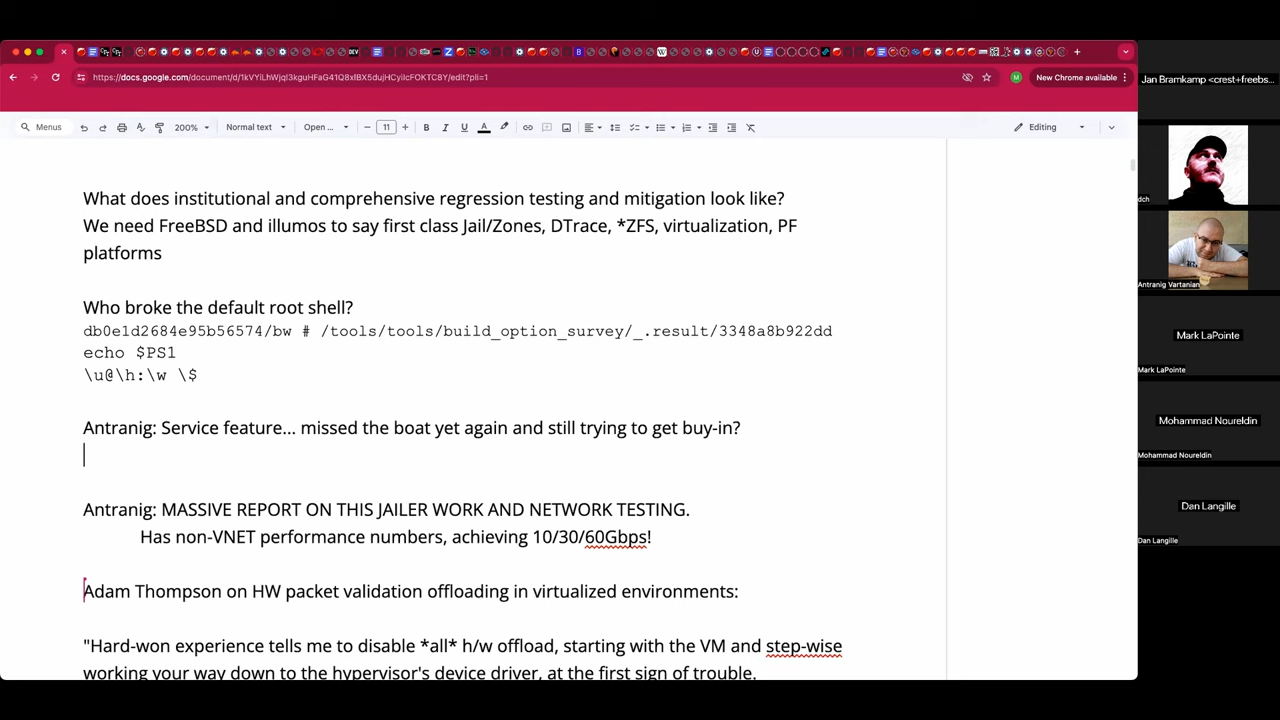 https://docs.google.com/document/d/1kVYiLhWjqI3kguHFaG41Q8xlBX5dujHCyiIcFOKTC8Y/edit?pli=1
M
New Chrome available
Menus
200%
Normal text
Open ...
11
Editing
What does institutional and comprehensive regression testing and mitigation look like?
We need FreeBSD and illumos to say first class Jail/Zones, DTrace, *ZFS, virtualization, PF
platforms
Who broke the default root shell?
db0e1d2684e95b56574/bw # /tools/tools/build_option_survey/_.result/3348a8b922dd
echo $PS1
\u@\h:\w \$
Antranig: Service feature... missed the boat yet again and still trying to get buy-in?
Antranig: MASSIVE REPORT ON THIS JAILER WORK AND NETWORK TESTING.
Has non-VNET performance numbers, achieving 10/30/60Gbps!
Adam Thompson on HW packet validation offloading in virtualized environments:
"Hard-won experience tells me to disable *all* h/w offload, starting with the VM and step-wise
working your way down to the hypervisor's device driver, at the first sign of trouble.
Jan Bramkamp <crest+freebs...
dch
Antranig Vartanian
Mark LaPointe
Mark LaPointe
Mohammad Noureldin
Mohammad Noureldin
Dan Langille
Dan Langille